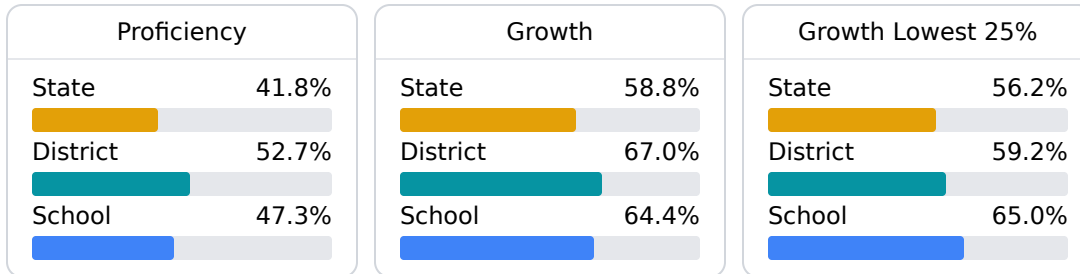 Proficiency
State 41.8%
District 52.7%
School 47.3%
Growth
State 58.8%
District 67.0%
School 64.4%
Growth Lowest 25%
State 56.2%
District 59.2%
School 65.0%